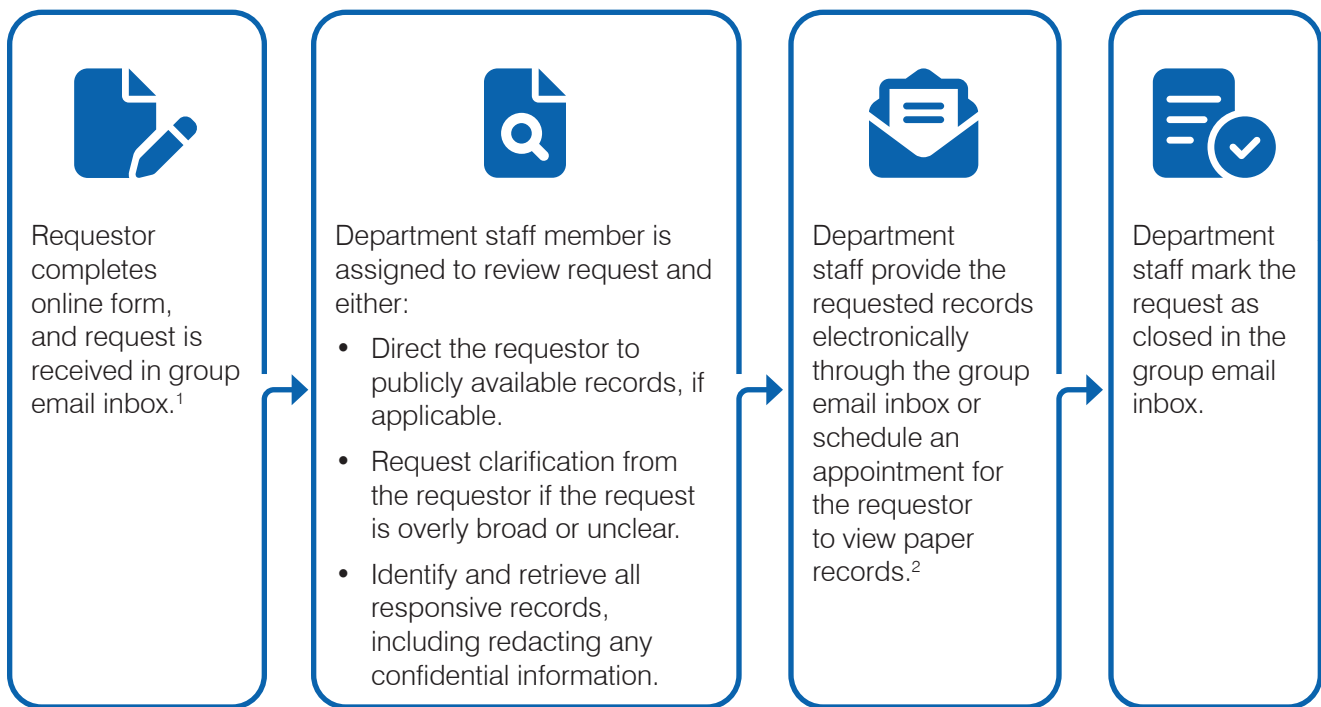 Requestor
completes
online form,
and request is
received in group
email inbox.¹
Department staff member is
assigned to review request and
either:
• Direct the requestor to
publicly available records, if
applicable.
• Request clarification from
the requestor if the request
is overly broad or unclear.
• Identify and retrieve all
responsive records,
including redacting any
confidential information.
Department
staff provide the
requested records
electronically
through the group
email inbox or
schedule an
appointment for
the requestor
to view paper
records.²
Department
staff mark the
request as
closed in the
group email
inbox.